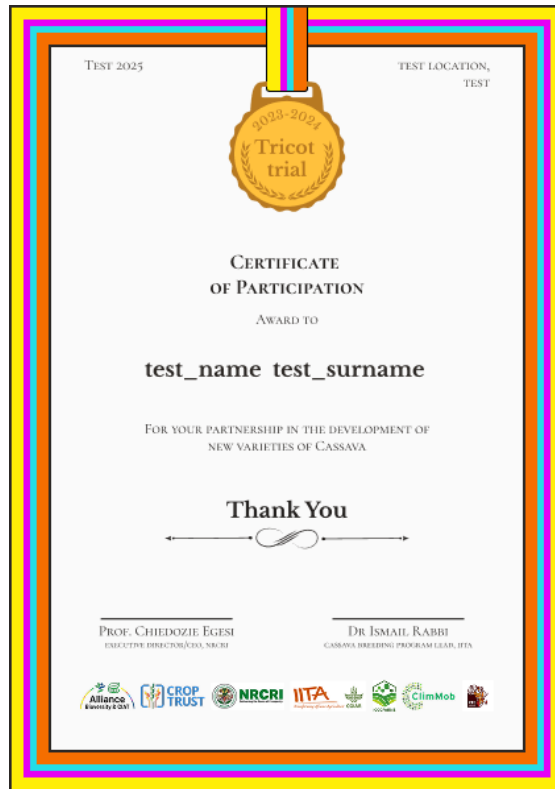 Test 2025
test location,
test
2023-2024
Tricot
trial
Certificate
of Participation
Award to
test_name test_surname
For your partnership in the development of
new varieties of Cassava
Thank You
Prof. Chiedozie Egesi
executive director/ceo, nrcri
Dr Ismail Rabbi
cassava breeding program lead, iita
Alliance
Bioversity & CIAT
CROP
TRUST
NRCRI
IITA
CGIAR
ClimMob